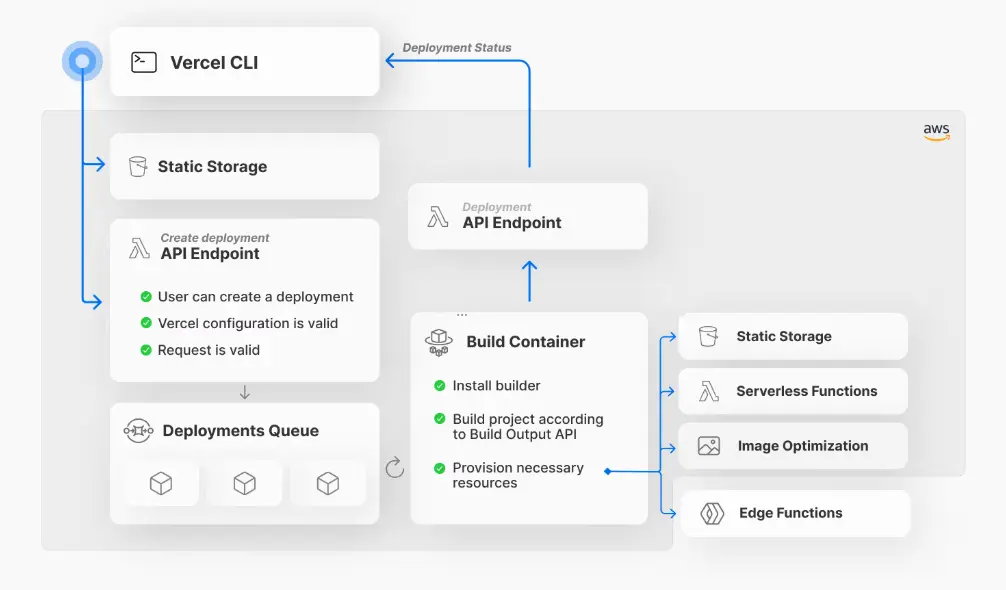 Vercel CLI
Deployment Status
aws
Static Storage
Create deployment
API Endpoint
User can create a deployment
Vercel configuration is valid
Request is valid
Deployments Queue
Deployment
API Endpoint
...
Build Container
Install builder
Build project according
to Build Output API
Provision necessary
resources
Static Storage
Serverless Functions
Image Optimization
Edge Functions